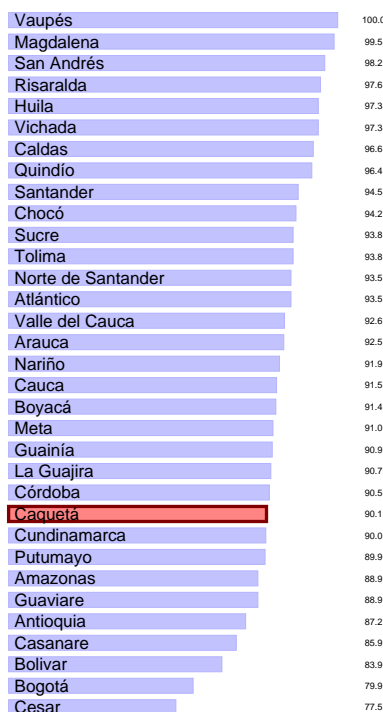 Vaupés 100.0
Magdalena 99.5
San Andrés 98.2
Risaralda 97.6
Huila 97.3
Vichada 97.3
Caldas 96.6
Quindío 96.4
Santander 94.5
Chocó 94.2
Sucre 93.8
Tolima 93.8
Norte de Santander 93.5
Atlántico 93.5
Valle del Cauca 92.6
Arauca 92.5
Nariño 91.9
Cauca 91.5
Boyacá 91.4
Meta 91.0
Guainía 90.9
La Guajira 90.7
Córdoba 90.5
Caquetá 90.1
Cundinamarca 90.0
Putumayo 89.9
Amazonas 88.9
Guaviare 88.9
Antioquia 87.2
Casanare 85.9
Bolivar 83.9
Bogotá 79.9
Cesar 77.5